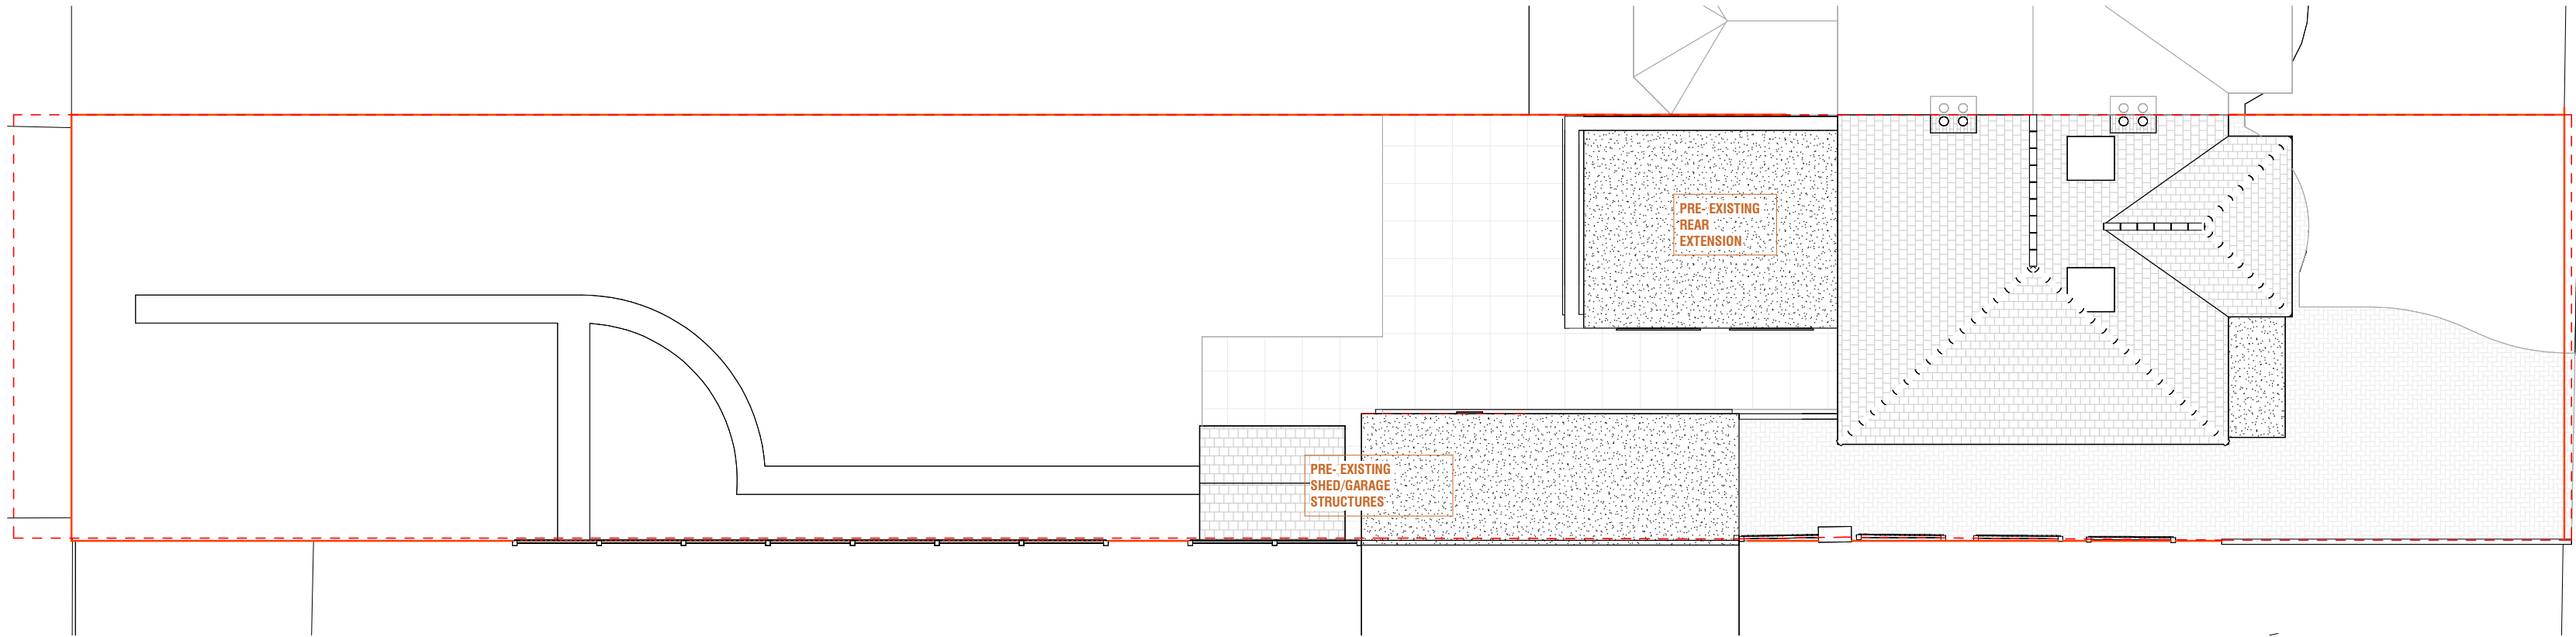 PRE- EXISTING
REAR
EXTENSION
PRE- EXISTING
SHED/GARAGE
STRUCTURES